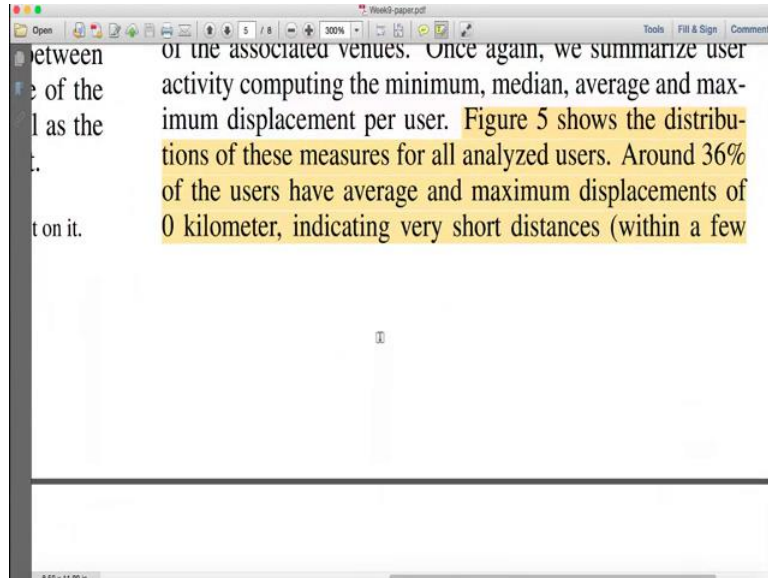 Week9-paper.pdf
Open 5 / 8 300% Tools Fill & Sign Comment
between
e of the
l as the
t.
t on it.
of the associated venues. Once again, we summarize user
activity computing the minimum, median, average and max-
imum displacement per user. Figure 5 shows the distribu-
tions of these measures for all analyzed users. Around 36%
of the users have average and maximum displacements of
0 kilometer, indicating very short distances (within a few